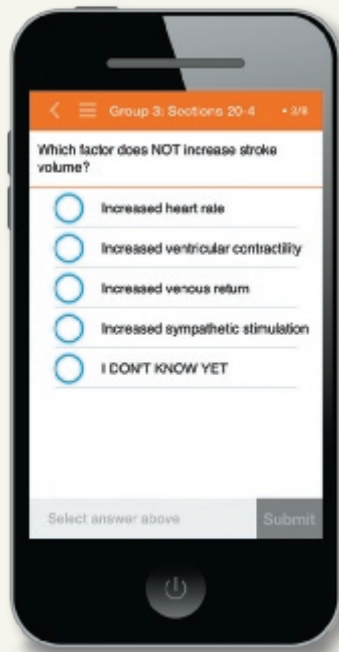 Group 3: Sections 20-4 • 2/8
Which factor does NOT increase stroke
volume?
Increased heart rate
Increased ventricular contractility
Increased venous return
Increased sympathetic stimulation
I DON'T KNOW YET
Select answer above
Submit